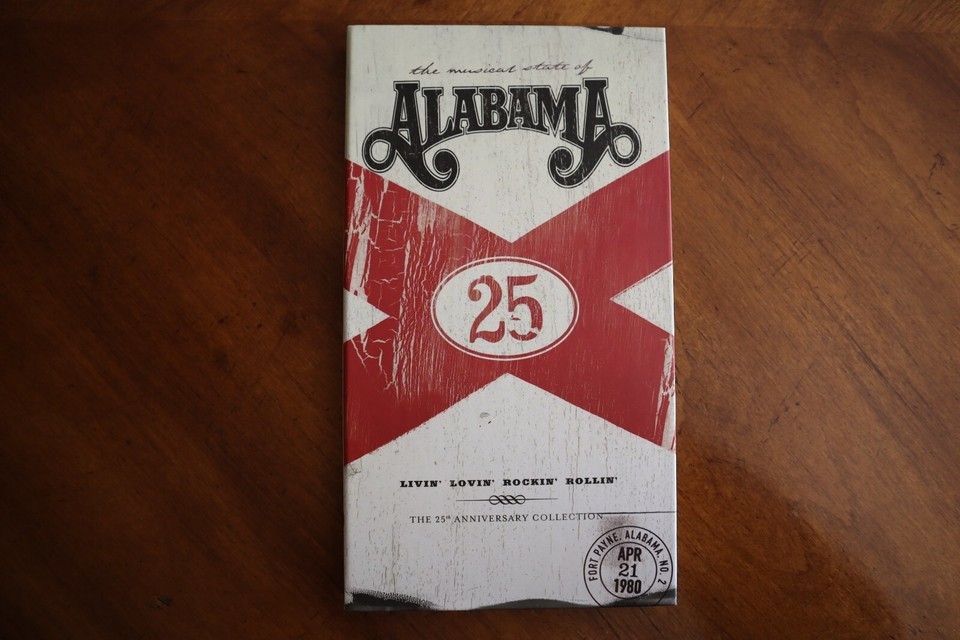 the musical state of
ALABAMA
25
LIVIN' LOVIN' ROCKIN' ROLLIN'
THE 25th ANNIVERSARY COLLECTION
FORT PAYNE, ALABAMA. NO. 2
APR
21
1980